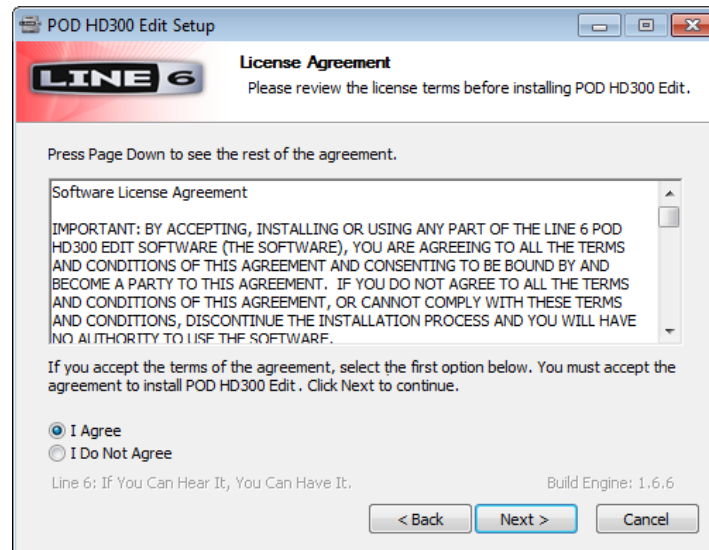 POD HD300 Edit Setup
LINE 6
License Agreement
Please review the license terms before installing POD HD300 Edit.
Press Page Down to see the rest of the agreement.
Software License Agreement
IMPORTANT: BY ACCEPTING, INSTALLING OR USING ANY PART OF THE LINE 6 POD
HD300 EDIT SOFTWARE (THE SOFTWARE), YOU ARE AGREEING TO ALL THE TERMS
AND CONDITIONS OF THIS AGREEMENT AND CONSENTING TO BE BOUND BY AND
BECOME A PARTY TO THIS AGREEMENT.  IF YOU DO NOT AGREE TO ALL THE TERMS
AND CONDITIONS OF THIS AGREEMENT, OR CANNOT COMPLY WITH THESE TERMS
AND CONDITIONS, DISCONTINUE THE INSTALLATION PROCESS AND YOU WILL HAVE
NO AUTHORITY TO USE THE SOFTWARE.
If you accept the terms of the agreement, select the first option below. You must accept the
agreement to install POD HD300 Edit . Click Next to continue.
I Agree
I Do Not Agree
Line 6: If You Can Hear It, You Can Have It.
Build Engine: 1.6.6
< Back
Next >
Cancel